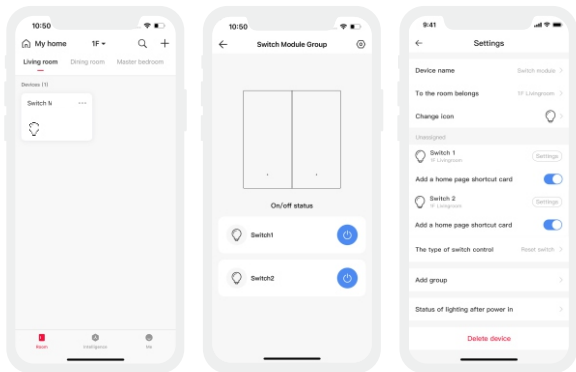 10:50
My home 1F
Living room Dining room Master bedroom
Devices (1)
Switch N ...
Room Intelligence Me
10:50
Switch Module Group
On/off status
Switch1
Switch2
9:41
Settings
Device name Switch module
To the room belongs 1F Livingroom
Change icon
Unassigned
Switch 1
1F Livingroom
Settings
Add a home page shortcut card
Switch 2
1F Livingroom
Settings
Add a home page shortcut card
The type of switch control Reset switch
Add group
Status of lighting after power in
Delete device